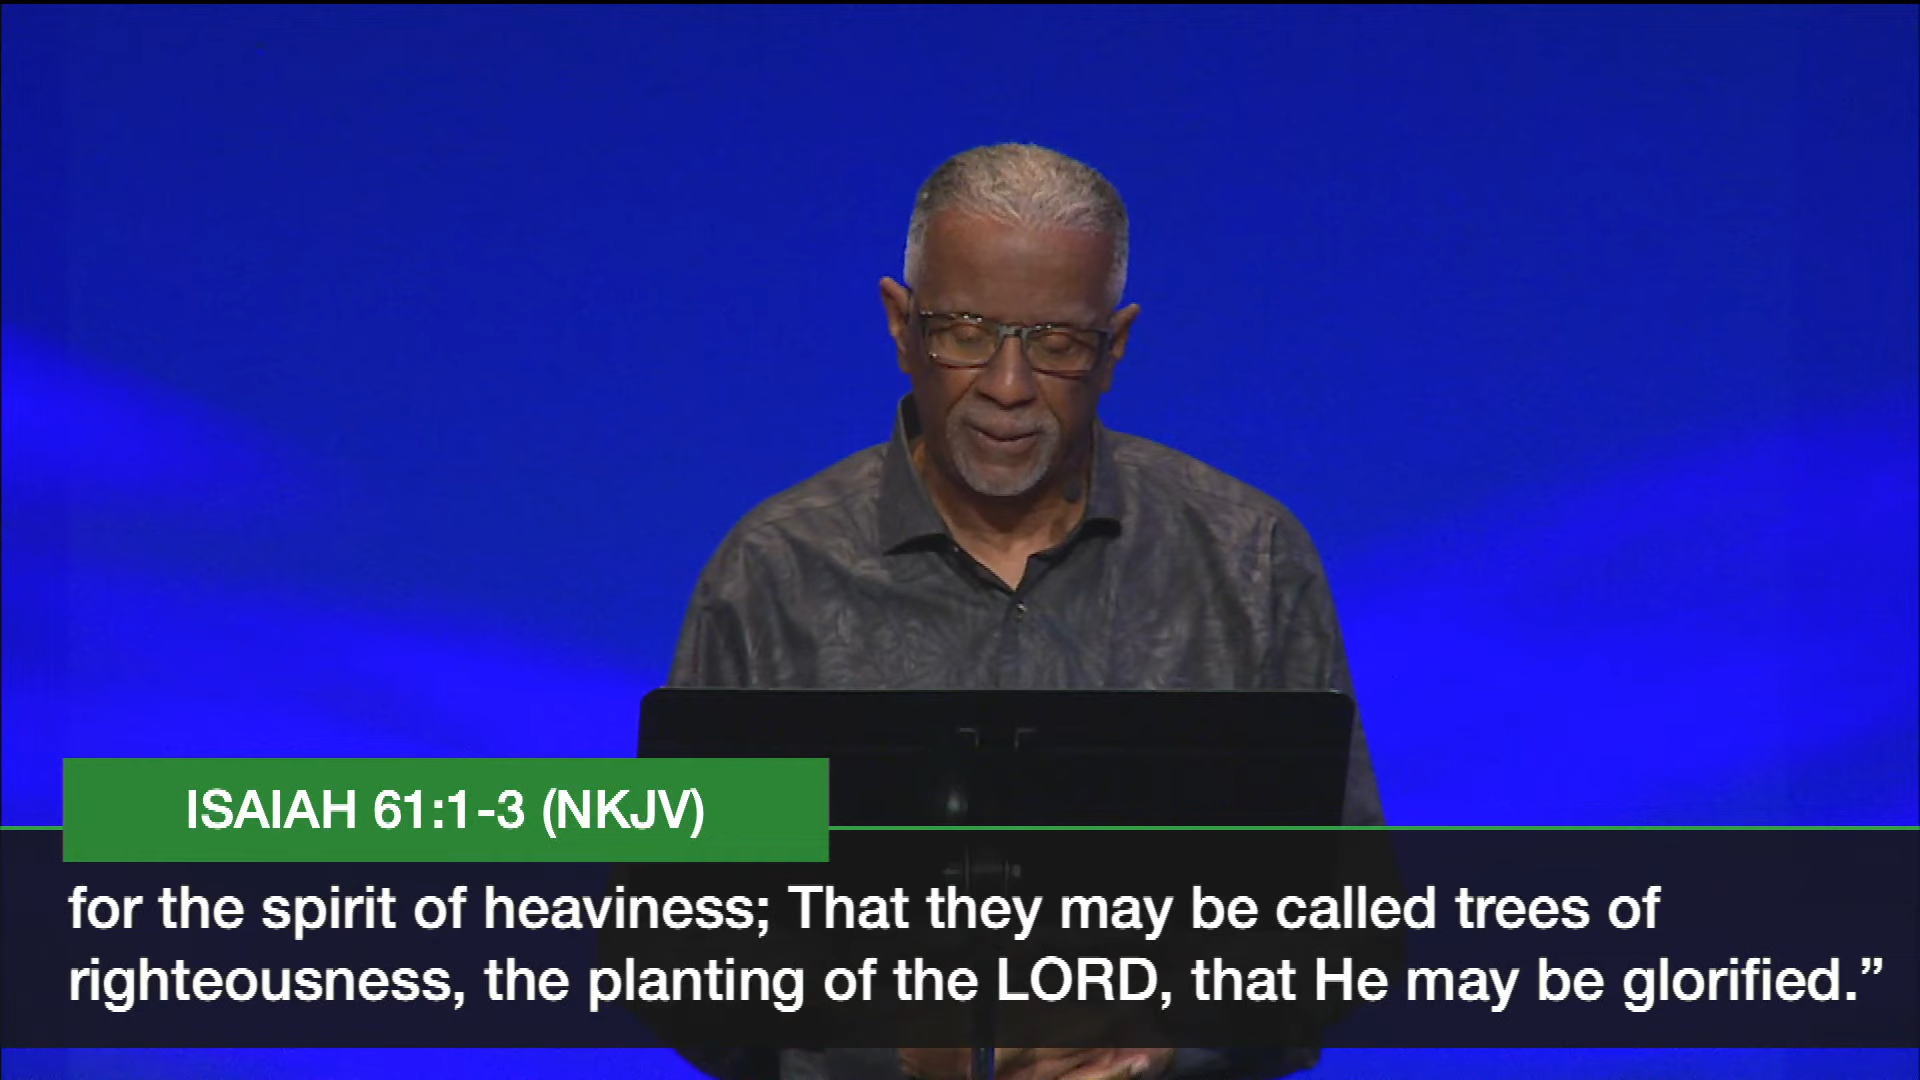 ISAIAH 61:1-3 (NKJV)
for the spirit of heaviness; That they may be called trees of
righteousness, the planting of the LORD, that He may be glorified.”